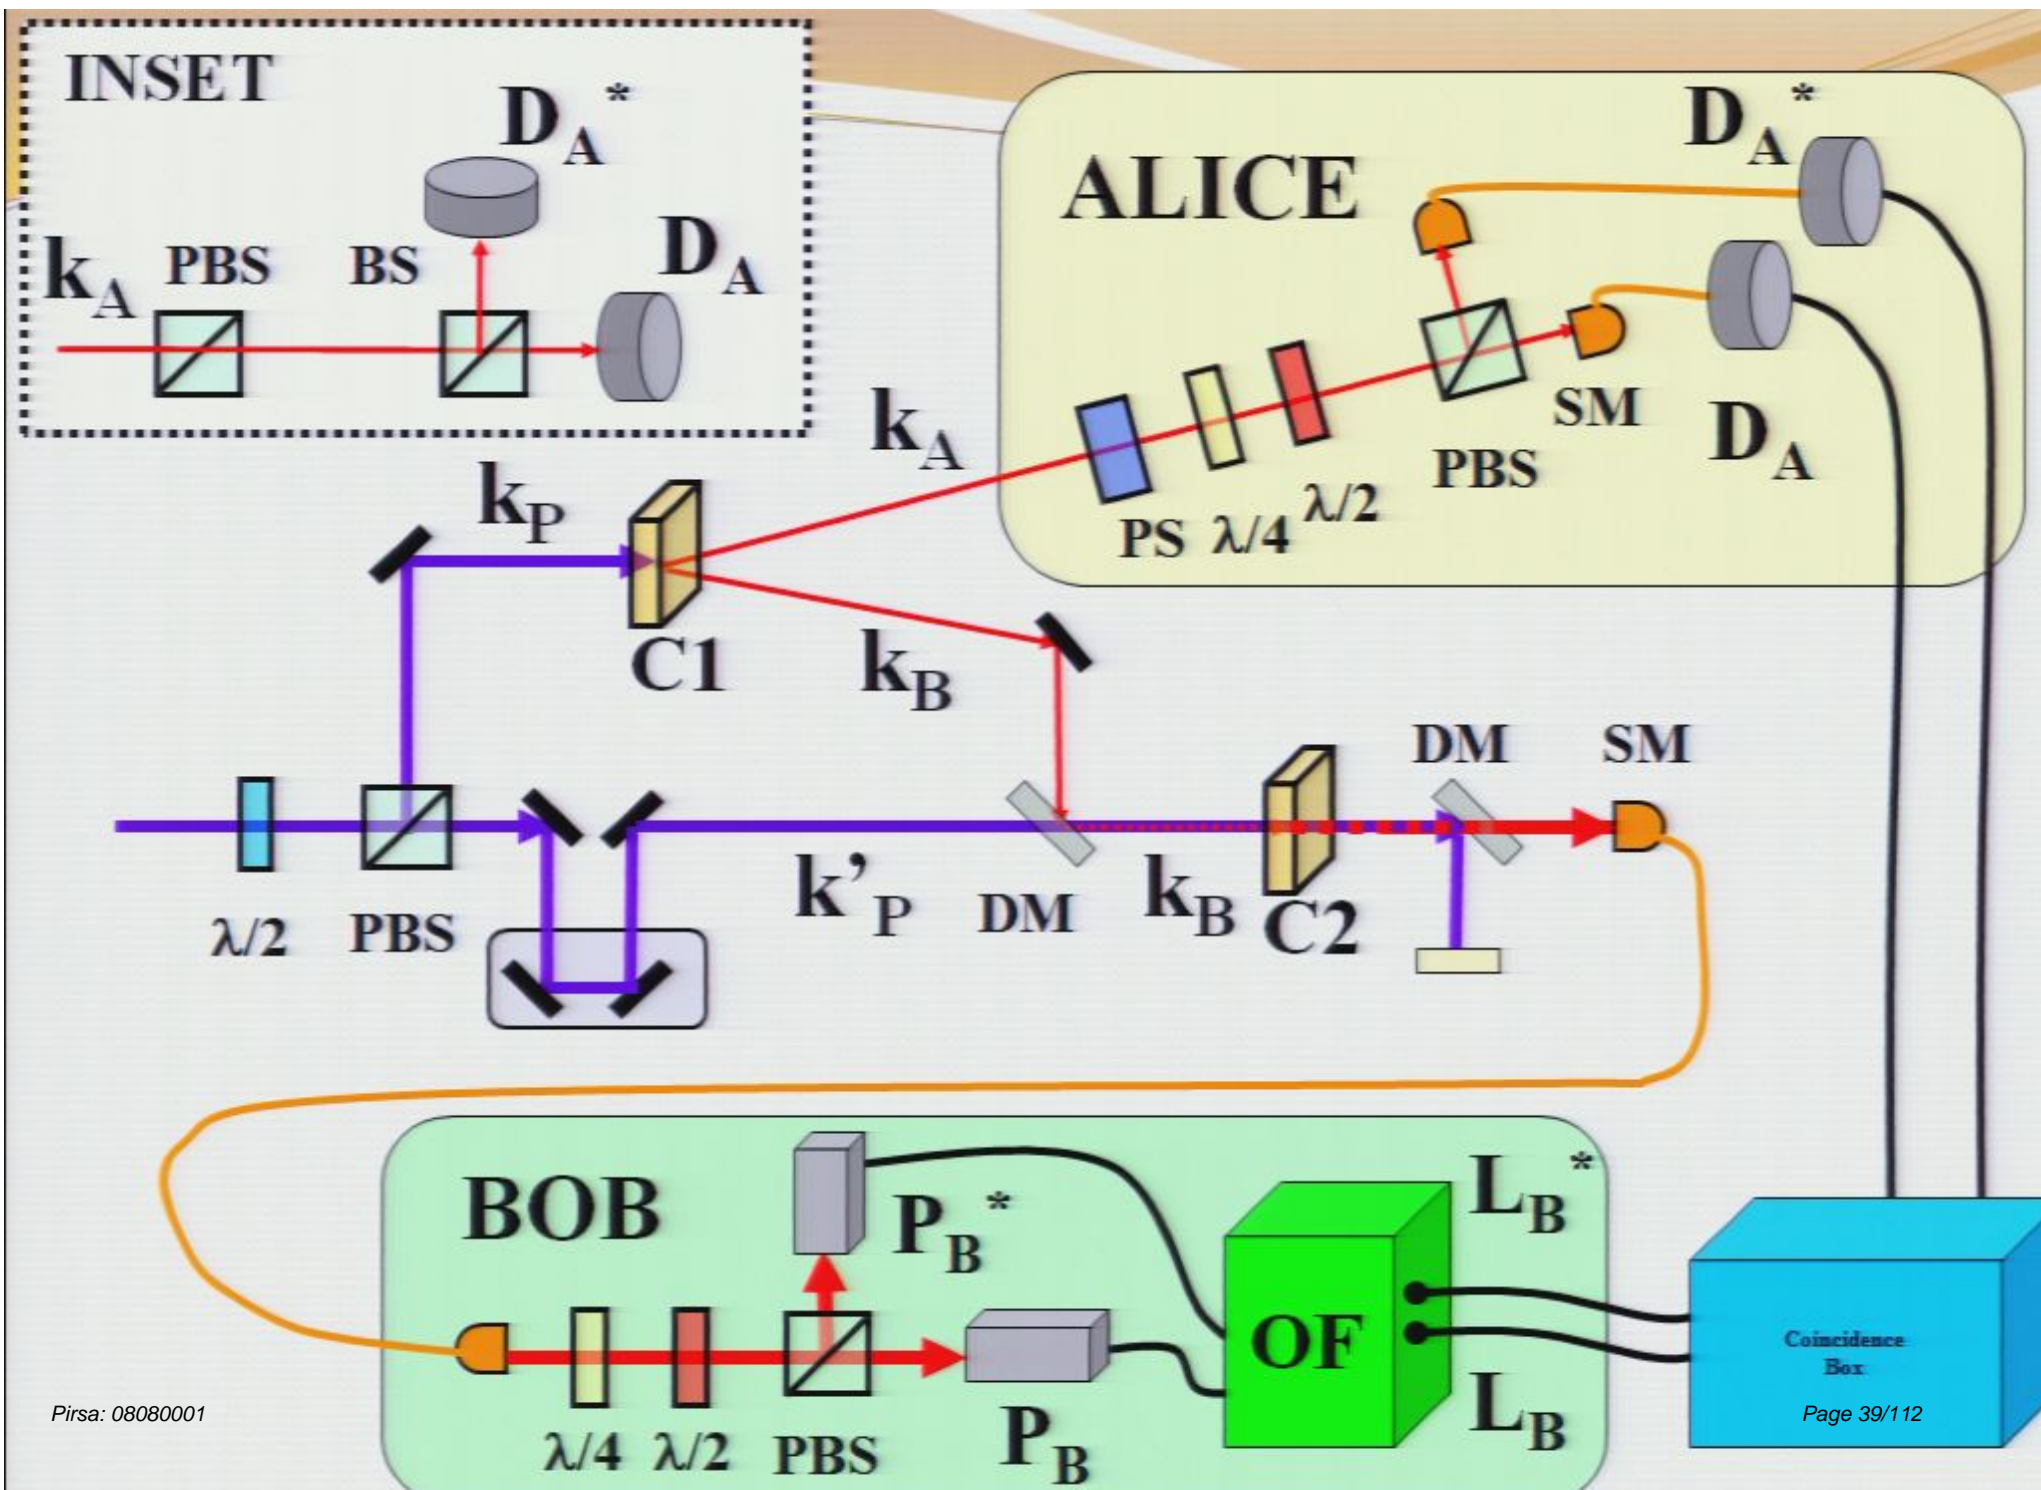 INSET
D_A*
k_A
PBS
BS
D_A
ALICE
D_A*
k_A
PS
λ/4
λ/2
PBS
SM
D_A
k_P
C1
k_B
λ/2
PBS
k'_P
DM
k_B
C2
DM
SM
BOB
P_B*
L_B*
OF
Coincidence
Box
λ/4
λ/2
PBS
P_B
L_B
Pirsa: 08080001
Page 39/112